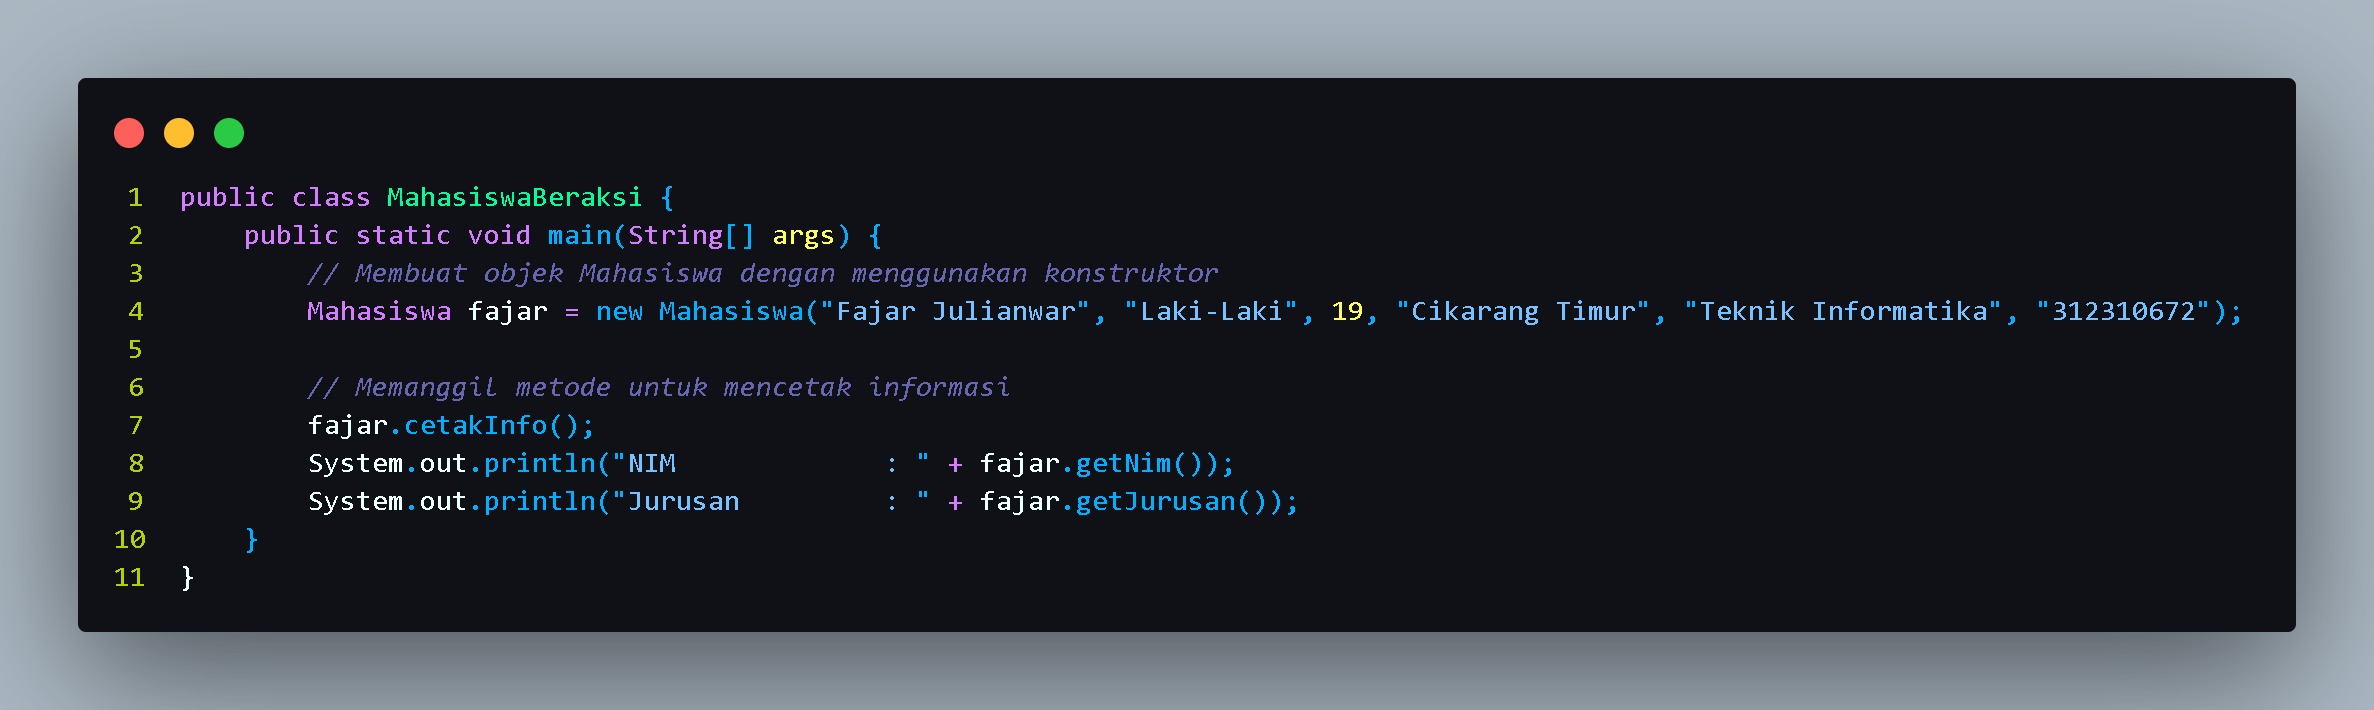 1 public class MahasiswaBeraksi {
2     public static void main(String[] args) {
3         // Membuat objek Mahasiswa dengan menggunakan konstruktor
4         Mahasiswa fajar = new Mahasiswa("Fajar Julianwar", "Laki-Laki", 19, "Cikarang Timur", "Teknik Informatika", "312310672");
5
6         // Memanggil metode untuk mencetak informasi
7         fajar.cetakInfo();
8         System.out.println("NIM             : " + fajar.getNim());
9         System.out.println("Jurusan         : " + fajar.getJurusan());
10     }
11 }